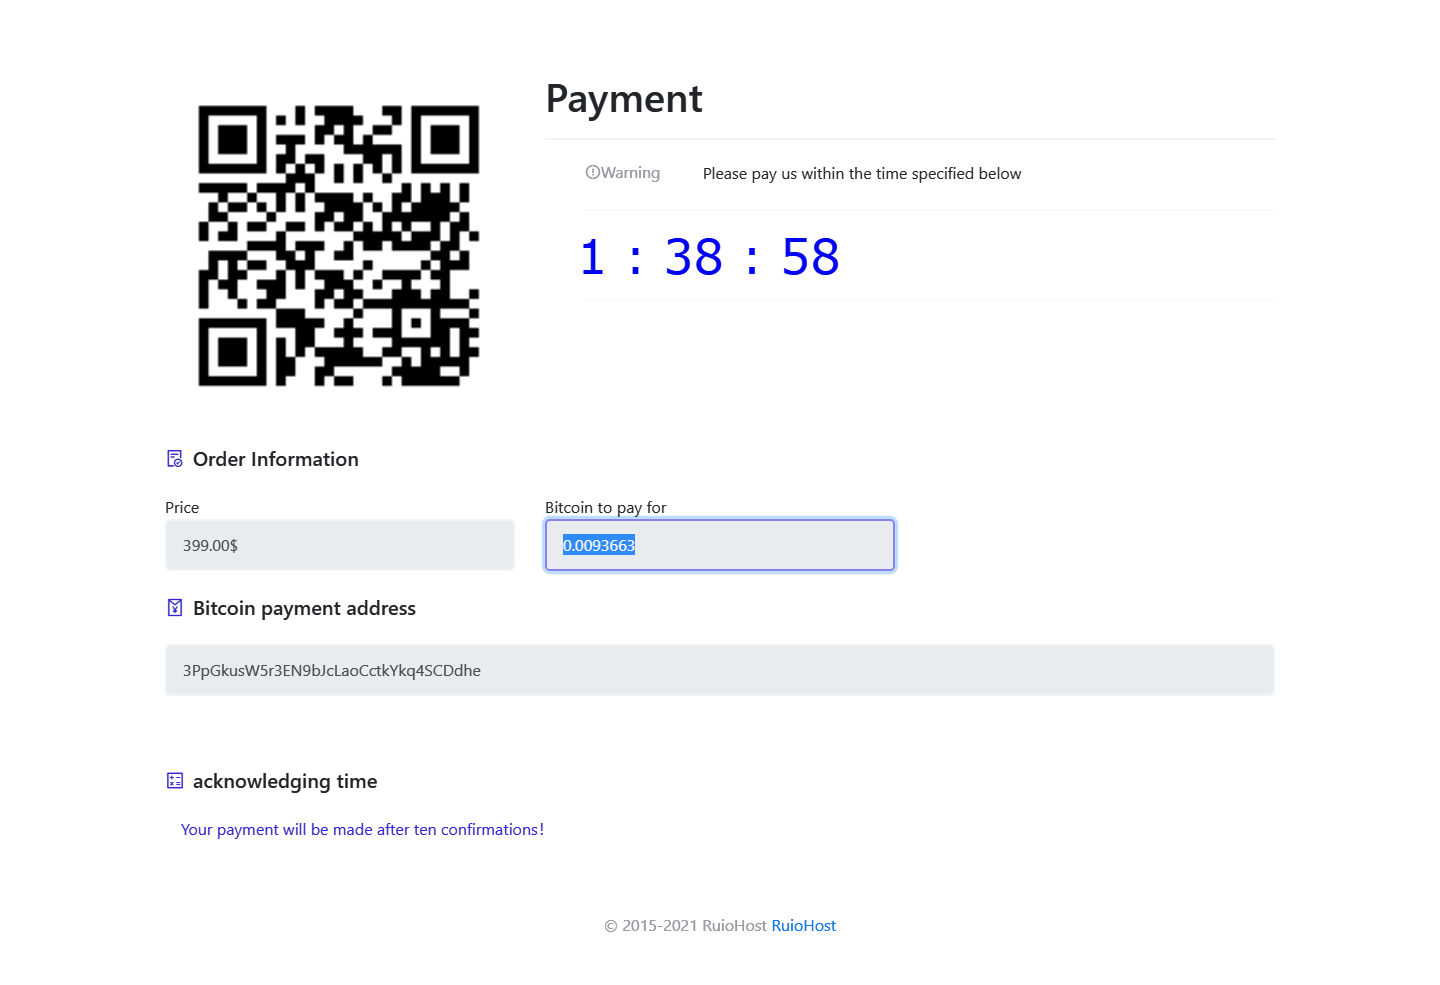 Payment
Warning Please pay us within the time specified below
1 : 38 : 58
Order Information
Price Bitcoin to pay for
399.00$ 0.0093663
Bitcoin payment address
3PpGkusW5r3EN9bJcLaoCctkYkq4SCDdhe
acknowledging time
Your payment will be made after ten confirmations!
© 2015-2021 RuioHost RuioHost